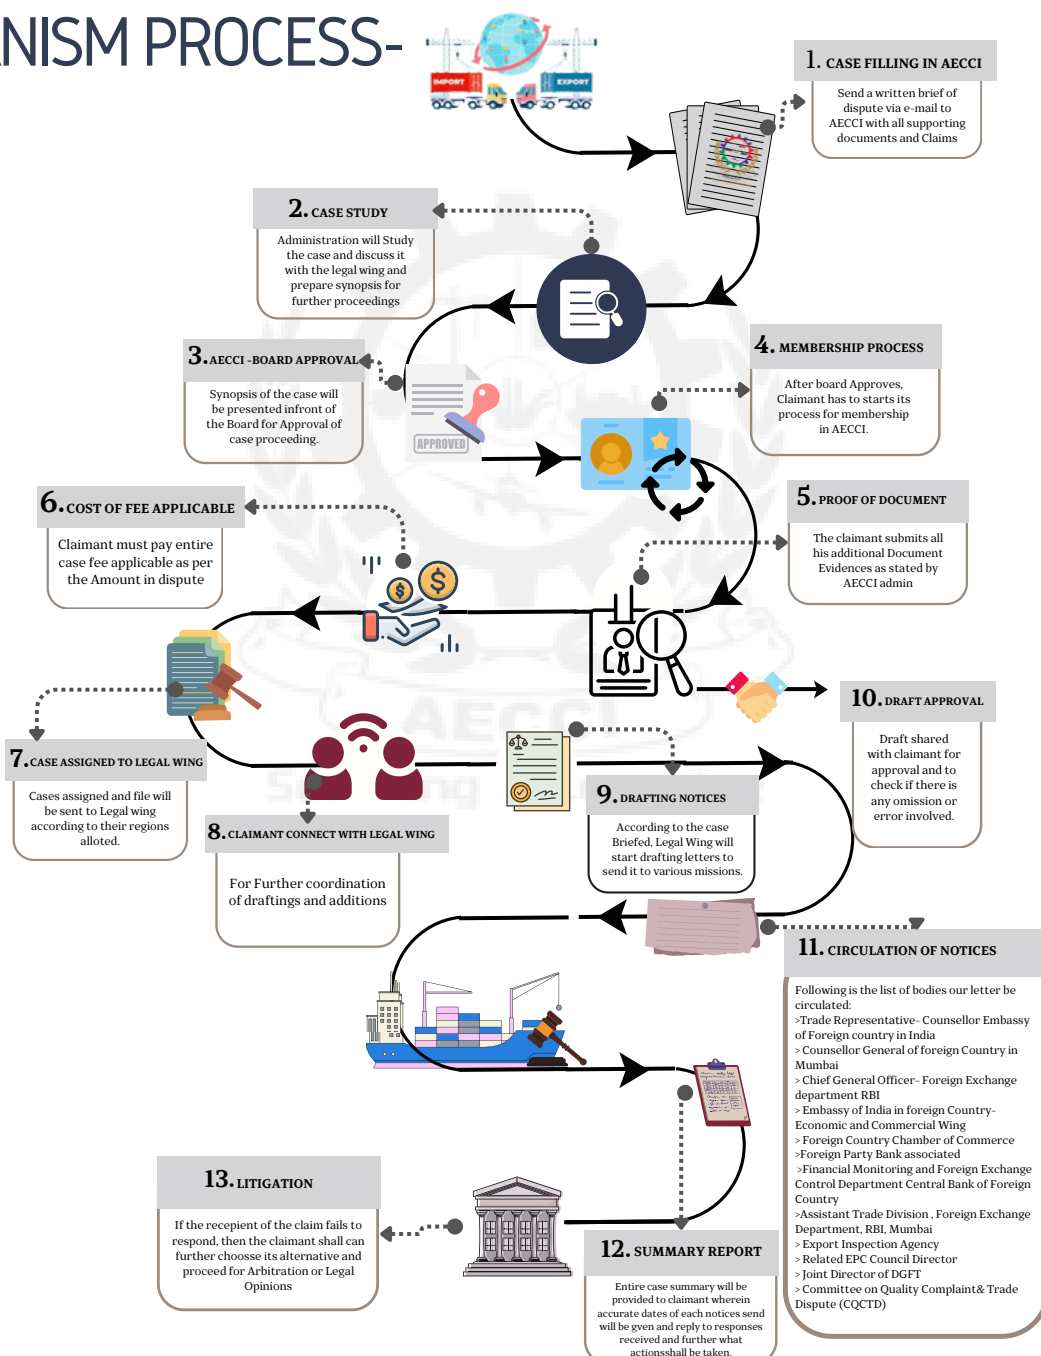 ANISM PROCESS-
IMPORT
EXPORT
1. CASE FILLING IN AECCI
Send a written brief of
dispute via e-mail to
AECCI with all supporting
documents and Claims
2. CASE STUDY
Administration will Study
the case and discuss it
with the legal wing and
prepare synopsis for
further proceedings
3. AECCI -BOARD APPROVAL
Synopsis of the case will
be presented infront of
the Board for Approval of
case proceeding.
APPROVED
4. MEMBERSHIP PROCESS
After board Approves,
Claimant has to starts its
process for membership
in AECCI.
5. PROOF OF DOCUMENT
The claimant submits all
his additional Document
Evidences as stated by
AECCI admin
6. COST OF FEE APPLICABLE
Claimant must pay entire
case fee applicable as per
the Amount in dispute
7. CASE ASSIGNED TO LEGAL WING
Cases assigned and file will
be sent to Legal wing
according to their regions
alloted.
8. CLAIMANT CONNECT WITH LEGAL WING
For Further coordination
of draftings and additions
9. DRAFTING NOTICES
According to the case
Briefed, Legal Wing will
start drafting letters to
send it to various missions.
10. DRAFT APPROVAL
Draft shared
with claimant for
approval and to
check if there is
any omission or
error involved.
AECCI
11. CIRCULATION OF NOTICES
Following is the list of bodies our letter be
circulated:
>Trade Representative- Counsellor Embassy
of Foreign country in India
> Counsellor General of foreign Country in
Mumbai
> Chief General Officer- Foreign Exchange
department RBI
> Embassy of India in foreign Country-
Economic and Commercial Wing
> Foreign Country Chamber of Commerce
>Foreign Party Bank associated
>Financial Monitoring and Foreign Exchange
Control Department Central Bank of Foreign
Country
>Assistant Trade Division , Foreign Exchange
Department, RBI, Mumbai
> Export Inspection Agency
> Related EPC Council Director
> Joint Director of DGFT
> Committee on Quality Complaint& Trade
Dispute (CQCTD)
12. SUMMARY REPORT
Entire case summary will be
provided to claimant wherein
accurate dates of each notices send
will be gven and reply to responses
received and further what
actionsshall be taken.
13. LITIGATION
If the recepient of the claim fails to
respond, then the claimant shall can
further choosse its alternative and
proceed for Arbitration or Legal
Opinions